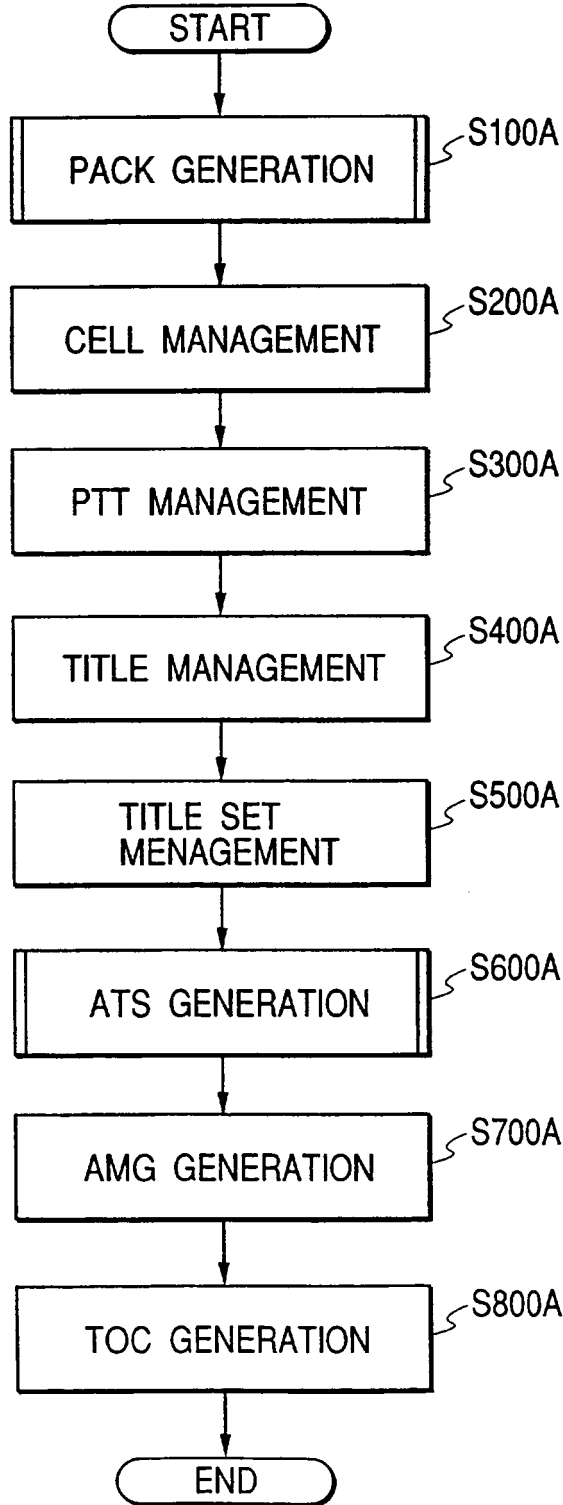 START
PACK GENERATION
S100A
CELL MANAGEMENT
S200A
PTT MANAGEMENT
S300A
TITLE MANAGEMENT
S400A
TITLE SET
MENAGEMENT
S500A
ATS GENERATION
S600A
AMG GENERATION
S700A
TOC GENERATION
S800A
END